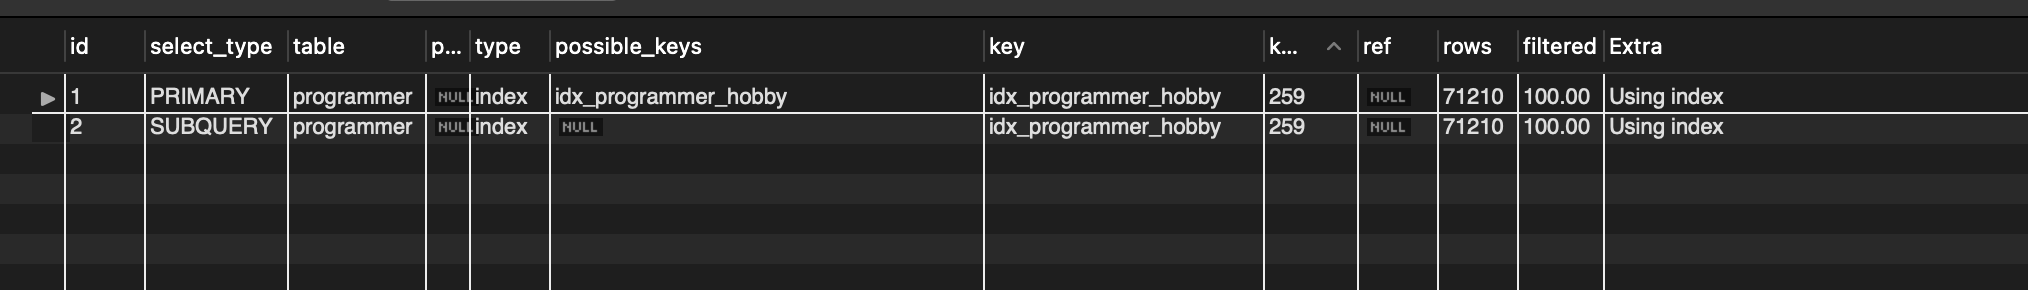 id select_type table p... type possible_keys key k... ref rows filtered Extra
1 PRIMARY programmer NULL index idx_programmer_hobby idx_programmer_hobby 259 NULL 71210 100.00 Using index
2 SUBQUERY programmer NULL index NULL idx_programmer_hobby 259 NULL 71210 100.00 Using index